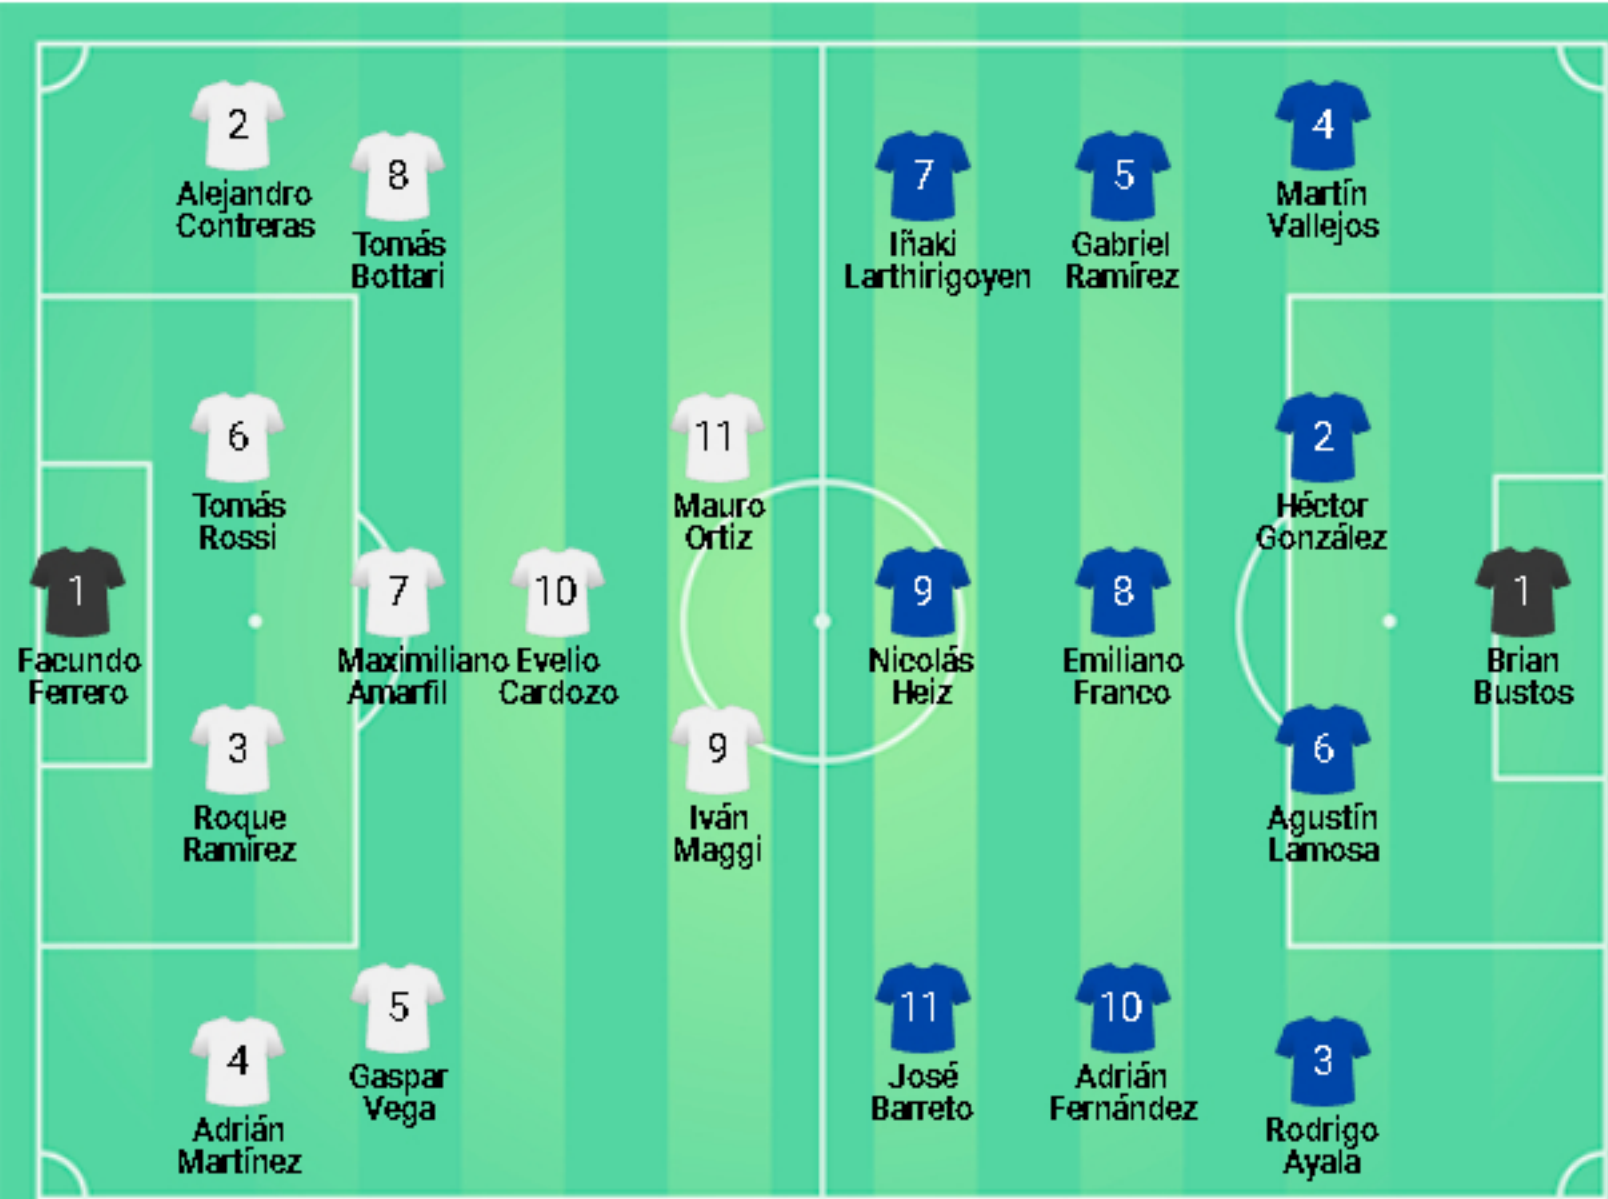 2
Alejandro
Contreras
8
Tomás
Bottari
6
Tomás
Rossi
1
Facundo
Ferrero
7
Maximiliano
Amarfil
10
Evelio
Cardozo
3
Roque
Ramírez
4
Adrián
Martínez
5
Gaspar
Vega
11
Mauro
Ortiz
9
Iván
Maggi
7
Iñaki
Larthirigoyen
5
Gabriel
Ramírez
4
Martín
Vallejos
2
Héctor
González
9
Nicolás
Heiz
8
Emiliano
Franco
1
Brian
Bustos
6
Agustín
Lamosa
11
José
Barreto
10
Adrián
Fernández
3
Rodrigo
Ayala